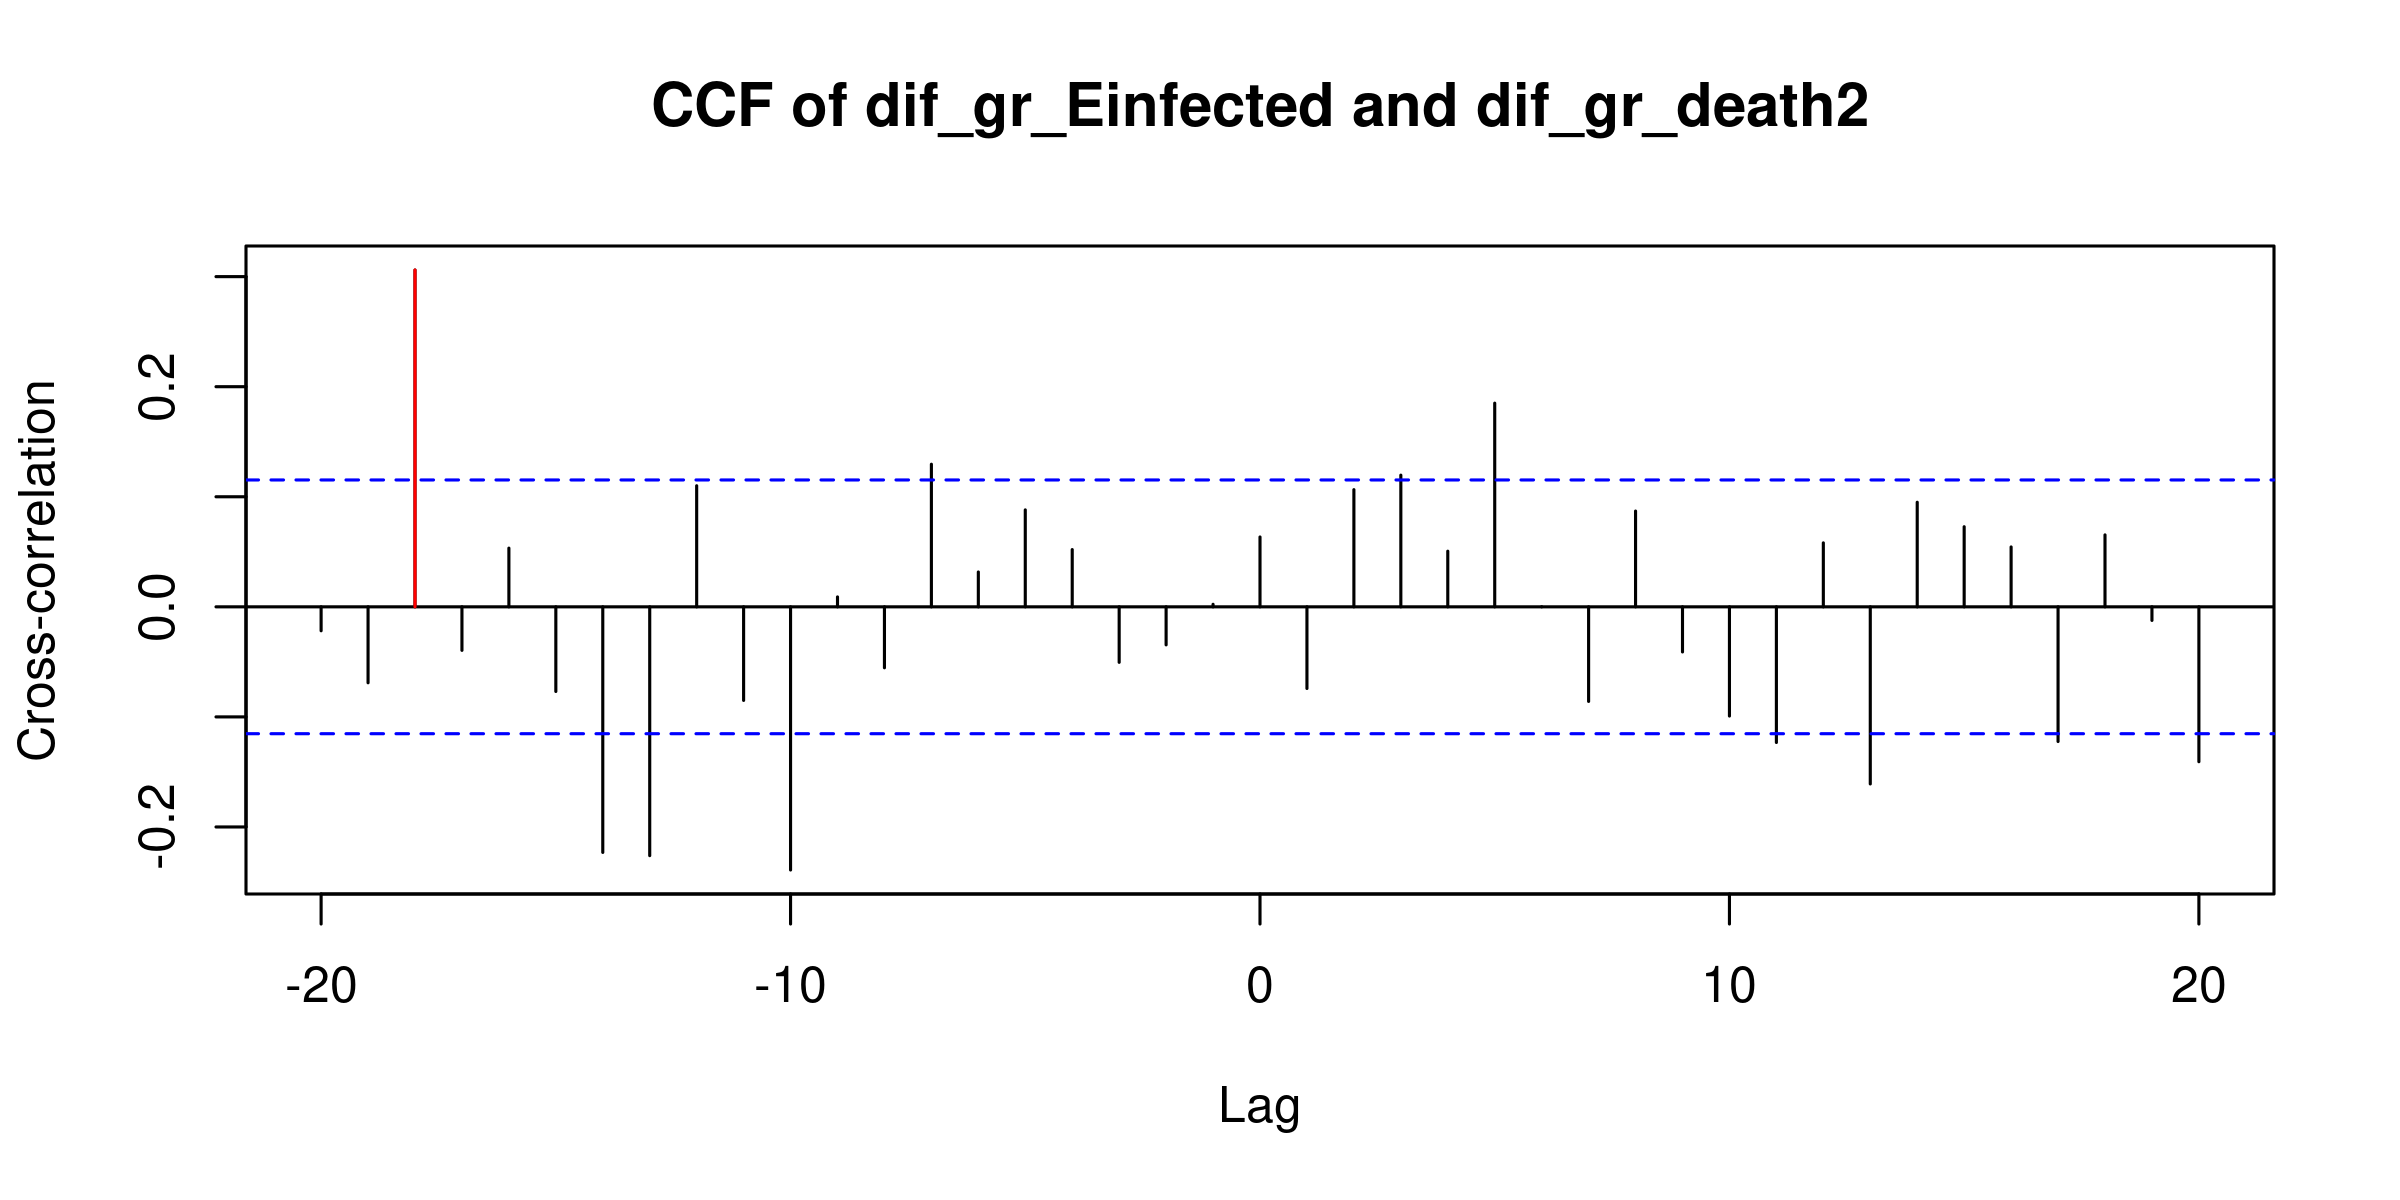 CCF of dif_gr_Einfected and dif_gr_death2
Cross-correlation
0.2
0.0
-0.2
-20 -10 0 10 20
Lag